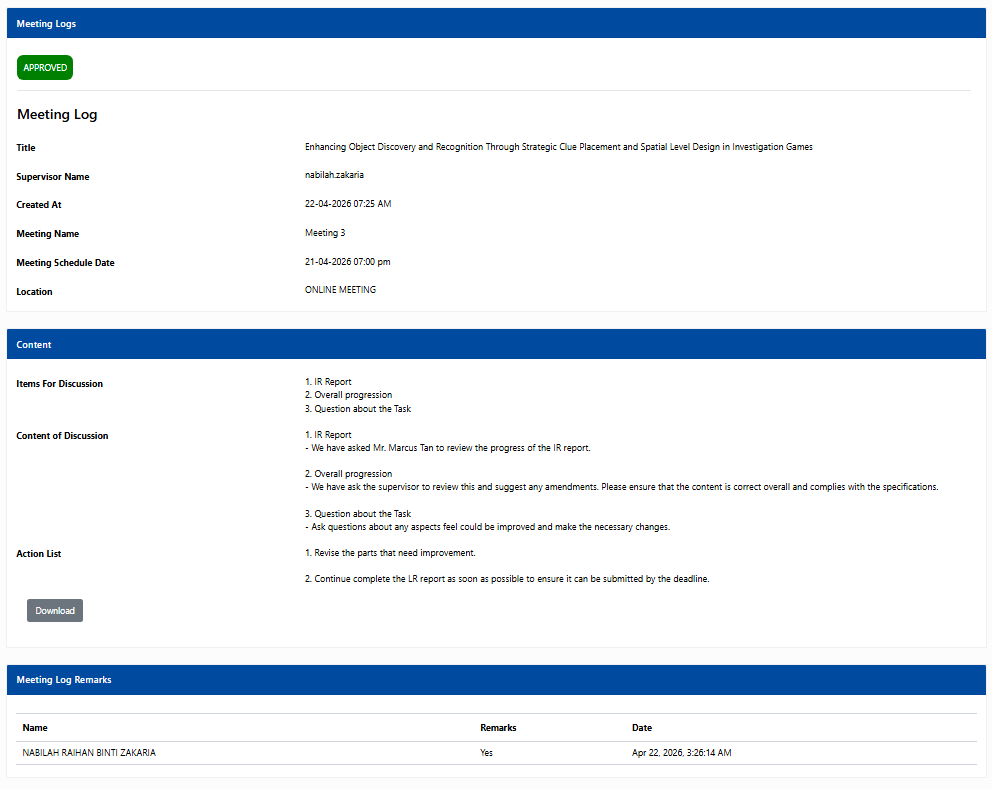 Meeting Logs
APPROVED
Meeting Log
Title
Enhancing Object Discovery and Recognition Through Strategic Clue Placement and Spatial Level Design in Investigation Games
Supervisor Name
nabilah.zakaria
Created At
22-04-2026 07:25 AM
Meeting Name
Meeting 3
Meeting Schedule Date
21-04-2026 07:00 pm
Location
ONLINE MEETING
Content
Items For Discussion
1. IR Report
2. Overall progression
3. Question about the Task
Content of Discussion
1. IR Report
- We have asked Mr. Marcus Tan to review the progress of the IR report.
2. Overall progression
- We have ask the supervisor to review this and suggest any amendments. Please ensure that the content is correct overall and complies with the specifications.
3. Question about the Task
- Ask questions about any aspects feel could be improved and make the necessary changes.
Action List
1. Revise the parts that need improvement.
2. Continue complete the LR report as soon as possible to ensure it can be submitted by the deadline.
Download
Meeting Log Remarks
Name Remarks Date
NABILAH RAIHAN BINTI ZAKARIA Yes Apr 22, 2026, 3:26:14 AM